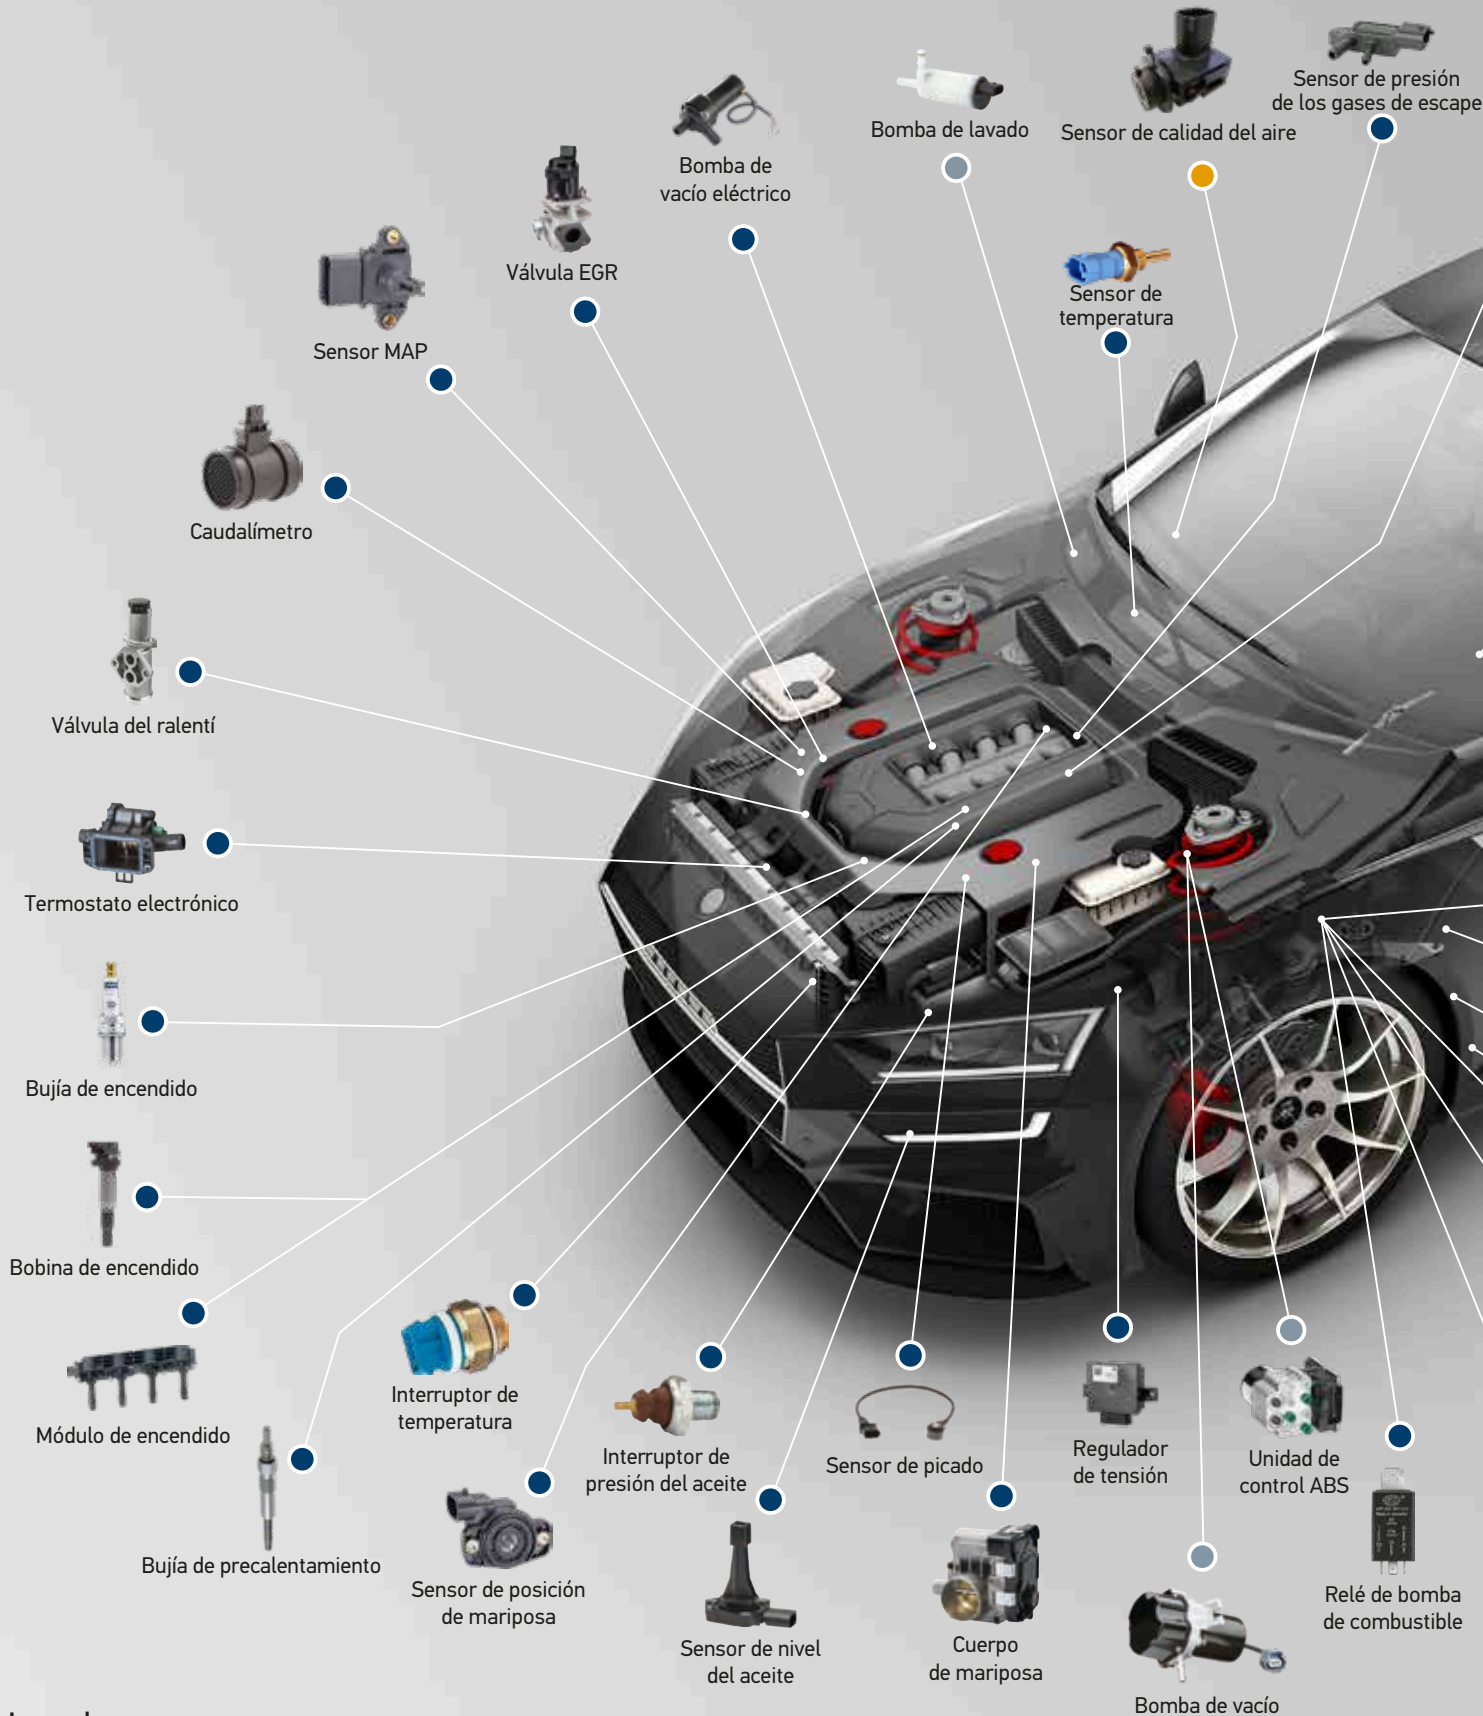 Sensor de presión
de los gases de escape
Bomba de lavado
Sensor de calidad del aire
Bomba de
vacío eléctrico
Válvula EGR
Sensor de
temperatura
Sensor MAP
Caudalímetro
Válvula del ralentí
Termostato electrónico
Bujía de encendido
Bobina de encendido
Módulo de encendido
Interruptor de
temperatura
Bujía de precalentamiento
Interruptor de
presión del aceite
Sensor de posición
de mariposa
Sensor de picado
Sensor de nivel
del aceite
Cuerpo
de mariposa
Regulador
de tensión
Unidad de
control ABS
Relé de bomba
de combustible
Bomba de vacío